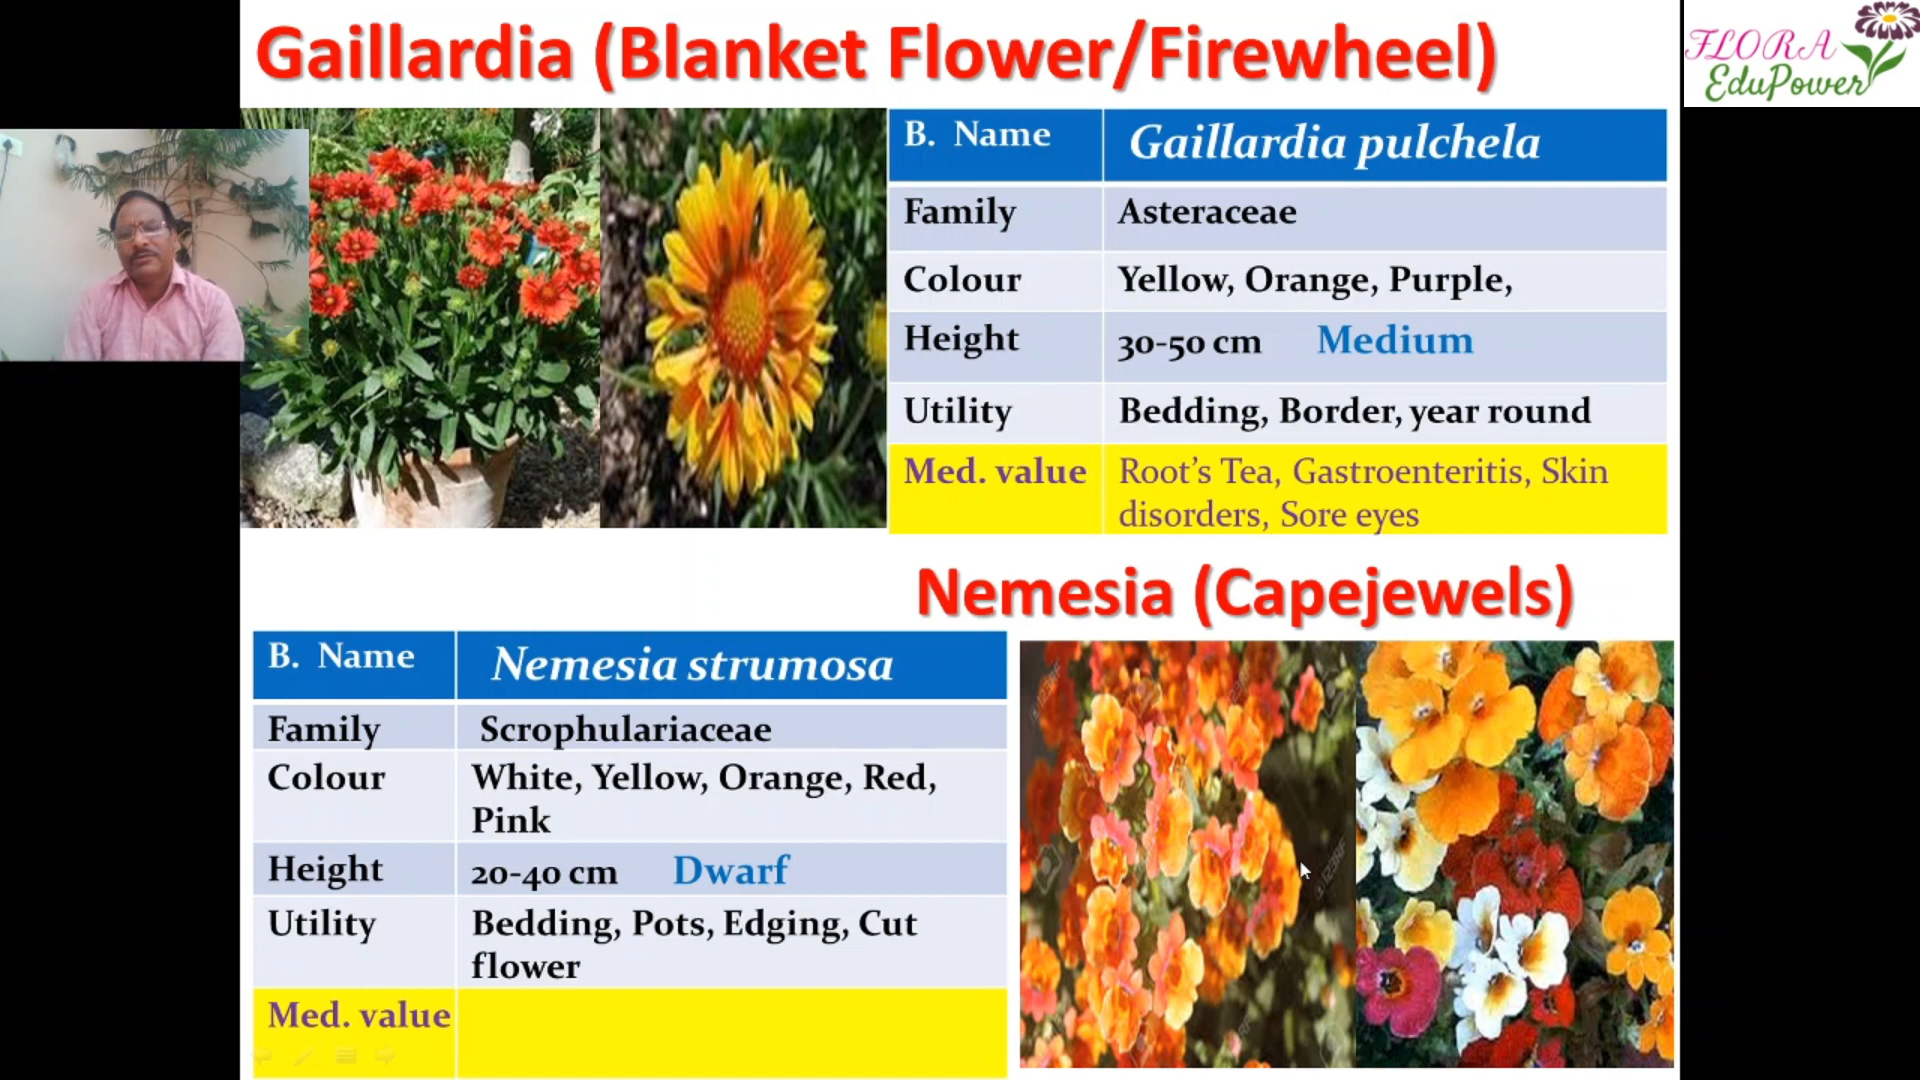 Gaillardia (Blanket Flower/Firewheel)
FLORA
EduPower
B. Name Gaillardia pulchela
Family Asteraceae
Colour Yellow, Orange, Purple,
Height 30-50 cm Medium
Utility Bedding, Border, year round
Med. value Root's Tea, Gastroenteritis, Skin
disorders, Sore eyes
Nemesia (Capejewels)
B. Name Nemesia strumosa
Family Scrophulariaceae
Colour White, Yellow, Orange, Red,
Pink
Height 20-40 cm Dwarf
Utility Bedding, Pots, Edging, Cut
flower
Med. value
123RF